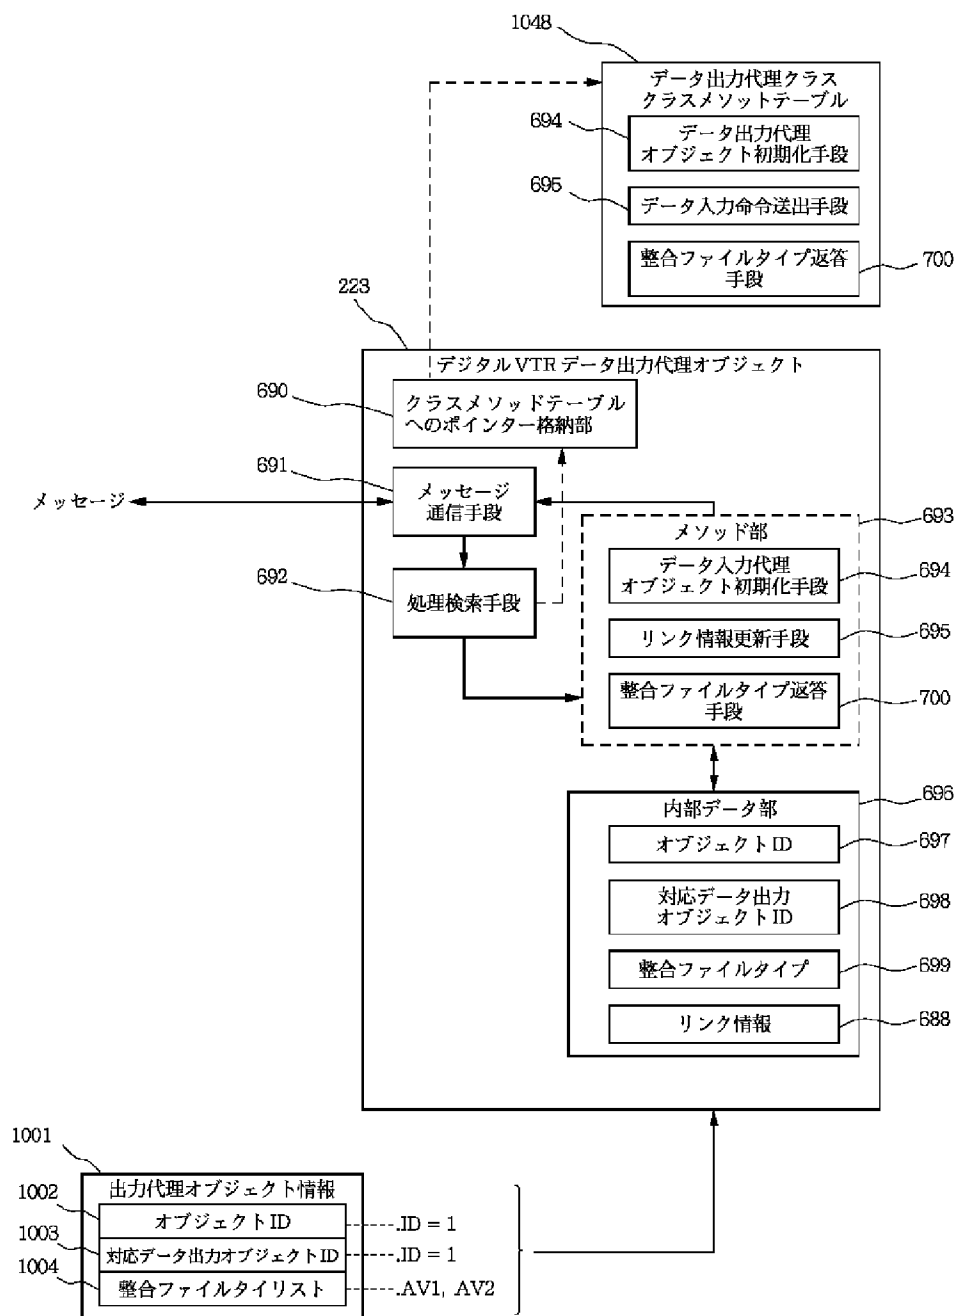 1048
データ出力代理クラス
クラスメソットテーブル
694
データ出力代理
オブジェクト初期化手段
695
データ入力命令送出手段
整合ファイルタイプ返答
手段
700
223
デジタルVTRデータ出力代理オブジェクト
690
クラスメソッドテーブル
へのポインター格納部
691
メッセージ
メッセージ
通信手段
692
処理検索手段
693
メソッド部
データ入力代理
オブジェクト初期化手段
694
リンク情報更新手段
695
整合ファイルタイプ返答
手段
700
696
内部データ部
オブジェクトID
697
対応データ出力
オブジェクトID
698
整合ファイルタイプ
699
リンク情報
688
1001
出力代理オブジェクト情報
1002
オブジェクトID
.ID = 1
1003
対応データ出力オブジェクトID
.ID = 1
1004
整合ファイルタイリスト
.AV1, AV2